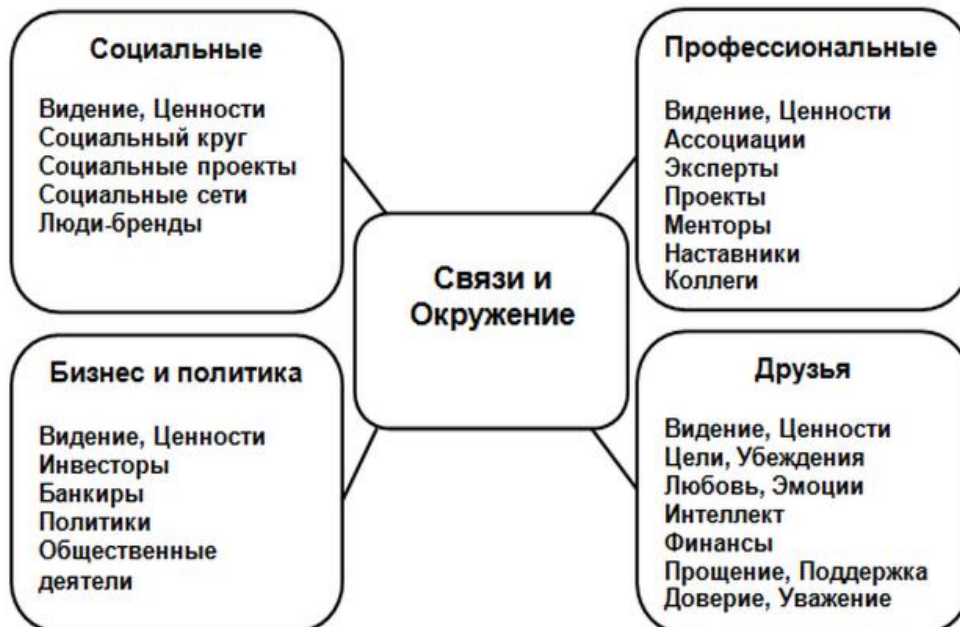 Социальные
Видение, Ценности
Социальный круг
Социальные проекты
Социальные сети
Люди-бренды
Профессиональные
Видение, Ценности
Ассоциации
Эксперты
Проекты
Менторы
Наставники
Коллеги
Связи и
Окружение
Бизнес и политика
Видение, Ценности
Инвесторы
Банкиры
Политики
Общественные
деятели
Друзья
Видение, Ценности
Цели, Убеждения
Любовь, Эмоции
Интеллект
Финансы
Прощение, Поддержка
Доверие, Уважение